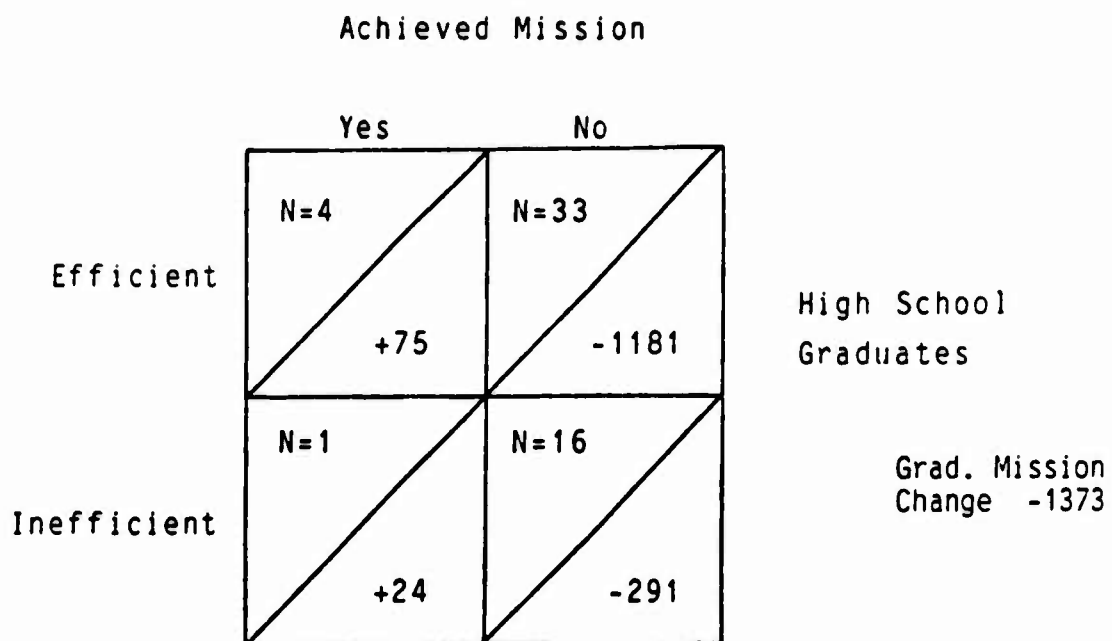 Achieved Mission
Yes No
N=4 N=33
Efficient
+75 -1181
High School
Graduates
N=1 N=16
Grad. Mission
Change -1373
Inefficient
+24 -291